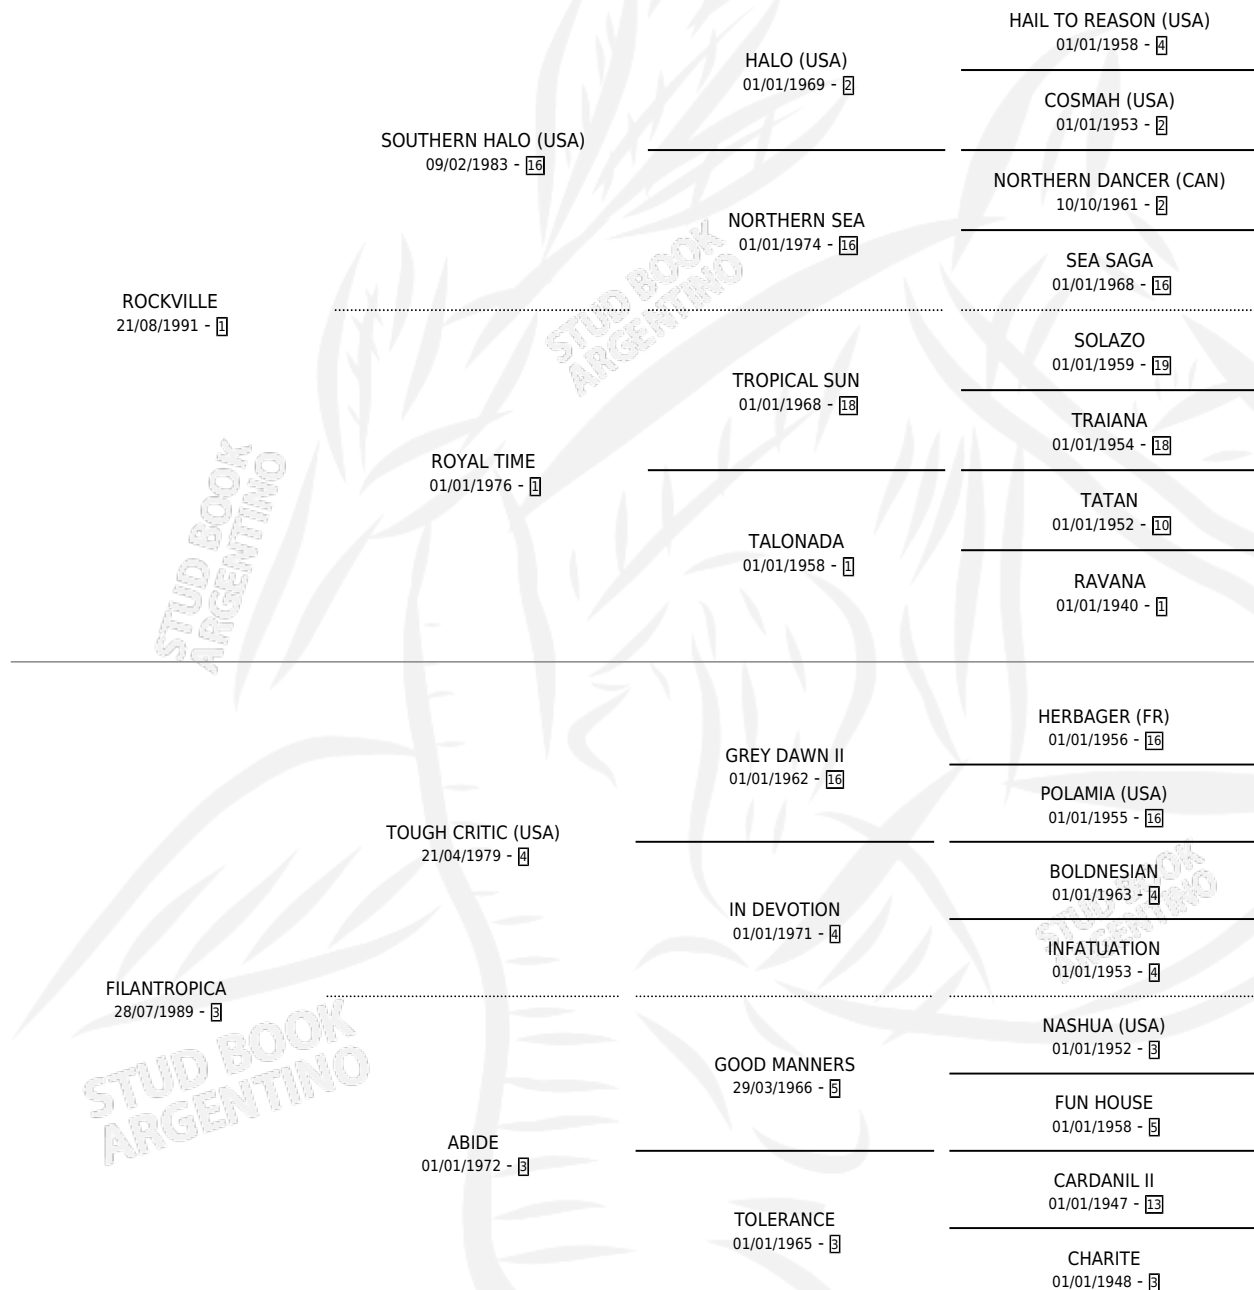 HAIL TO REASON (USA)
01/01/1958 - 4
HALO (USA)
01/01/1969 - 2
COSMAH (USA)
01/01/1953 - 2
SOUTHERN HALO (USA)
09/02/1983 - 16
NORTHERN DANCER (CAN)
10/10/1961 - 2
NORTHERN SEA
01/01/1974 - 16
SEA SAGA
01/01/1968 - 16
ROCKVILLE
21/08/1991 - 1
SOLAZO
01/01/1959 - 19
TROPICAL SUN
01/01/1968 - 18
TRAIANA
01/01/1954 - 18
ROYAL TIME
01/01/1976 - 1
TATAN
01/01/1952 - 10
TALONADA
01/01/1958 - 1
RAVANA
01/01/1940 - 1
HERBAGER (FR)
01/01/1956 - 16
GREY DAWN II
01/01/1962 - 16
POLAMIA (USA)
01/01/1955 - 16
TOUGH CRITIC (USA)
21/04/1979 - 4
BOLDNESIAN
01/01/1963 - 4
IN DEVOTION
01/01/1971 - 4
INFATUATION
01/01/1953 - 4
FILANTROPICA
28/07/1989 - 3
NASHUA (USA)
01/01/1952 - 3
GOOD MANNERS
29/03/1966 - 5
FUN HOUSE
01/01/1958 - 5
ABIDE
01/01/1972 - 3
CARDANIL II
01/01/1947 - 13
TOLERANCE
01/01/1965 - 3
CHARITE
01/01/1948 - 3
STUD BOOK
ARGENTINO
STUD BOOK
ARGENTINO
STUD BOOK
ARGENTINO
STUD BOOK
ARGENTINO